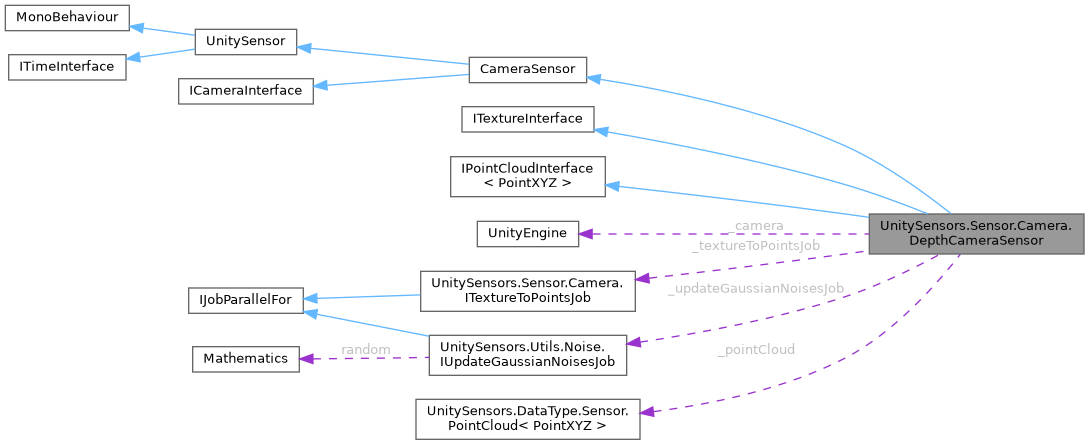 MonoBehaviour
UnitySensor
ITimeInterface
CameraSensor
ICameraInterface
ITextureInterface
IPointCloudInterface
< PointXYZ >
UnitySensors.Sensor.Camera.
DepthCameraSensor
_camera
UnityEngine
_textureToPointsJob
UnitySensors.Sensor.Camera.
ITextureToPointsJob
_updateGaussianNoisesJob
IJobParallelFor
UnitySensors.Utils.Noise.
IUpdateGaussianNoisesJob
random
Mathematics
_pointCloud
UnitySensors.DataType.Sensor.
PointCloud< PointXYZ >